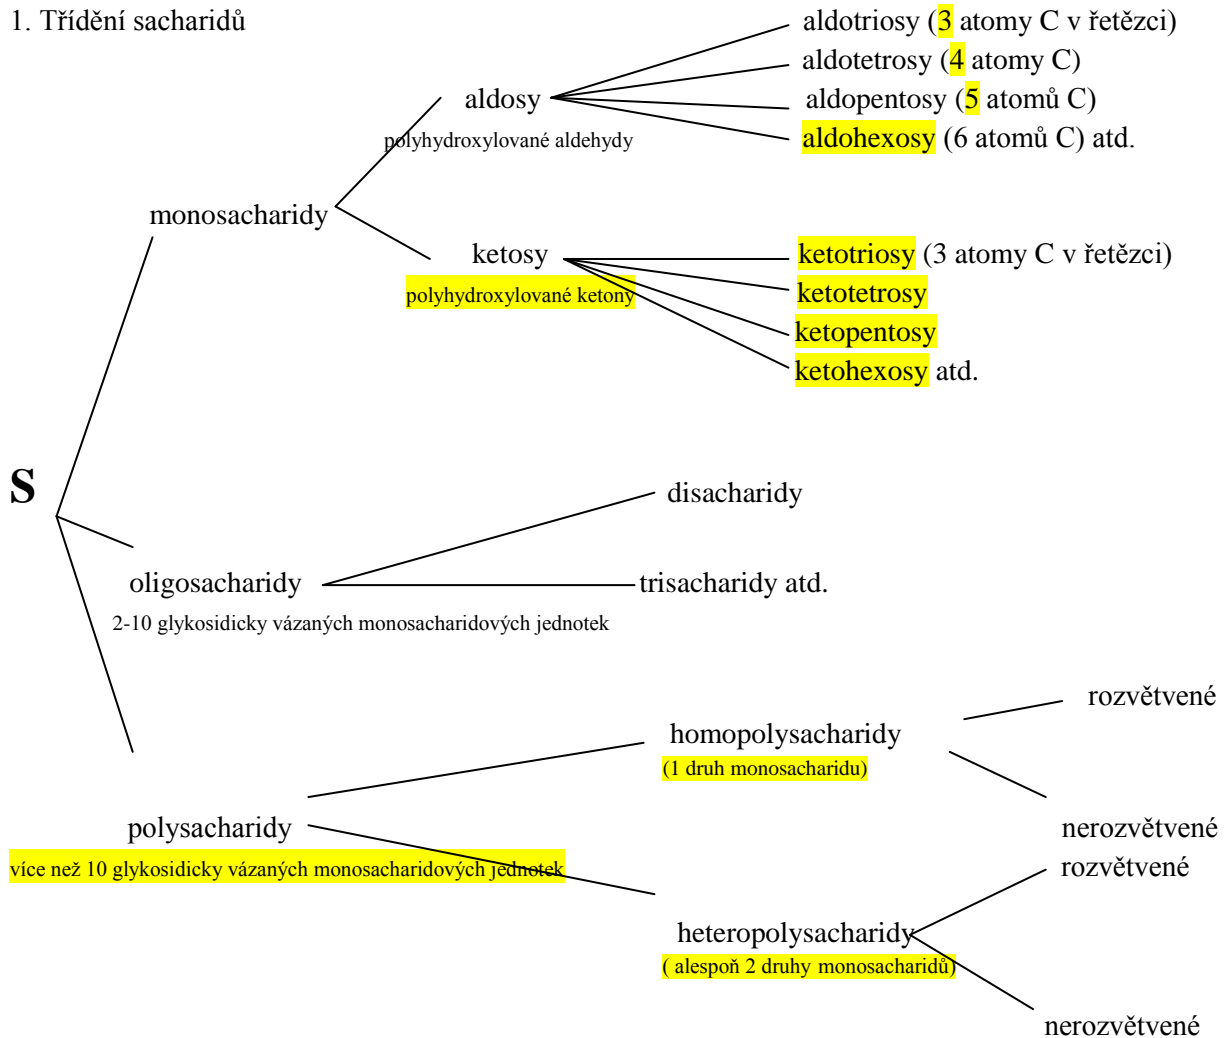 1. Třídění sacharidů
aldotriosy (3 atomy C v řetězci)
aldotetrosy (4 atomy C)
aldosy
aldopentosy (5 atomů C)
polyhydroxylované aldehydy
aldohexosy (6 atomů C) atd.
monosacharidy
ketosy
ketotriosy (3 atomy C v řetězci)
polyhydroxylované ketony
ketotetrosy
ketopentosy
ketohexosy atd.
S
disacharidy
oligosacharidy
trisacharidy atd.
2-10 glykosidicky vázaných monosacharidových jednotek
rozvětvené
homopolysacharidy
(1 druh monosacharidu)
polysacharidy
nerozvětvené
více než 10 glykosidicky vázaných monosacharidových jednotek
rozvětvené
heteropolysacharidy
( alespoň 2 druhy monosacharidů)
nerozvětvené